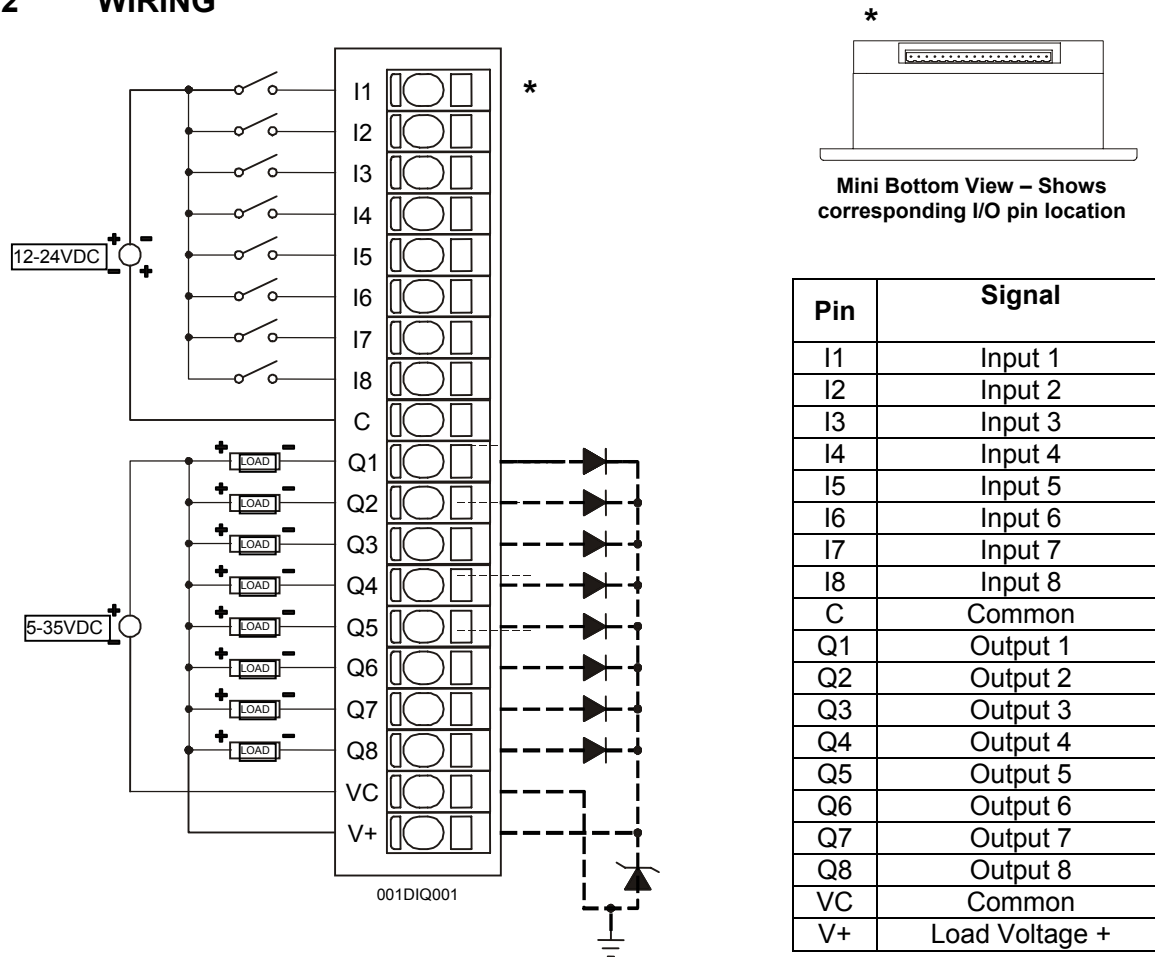 2 WIRING
*
I1
*
I2
I3
I4
I5
I6
I7
I8
C
Q1
Q2
Q3
Q4
Q5
Q6
Q7
Q8
VC
V+
+ -
12-24VDC
- +
+ LOAD -
+ LOAD -
+ LOAD -
+ LOAD -
+ LOAD -
+ LOAD -
+ LOAD -
+ LOAD -
+
5-35VDC
-
001DIQ001
Mini Bottom View – Shows
corresponding I/O pin location
Pin Signal
I1 Input 1
I2 Input 2
I3 Input 3
I4 Input 4
I5 Input 5
I6 Input 6
I7 Input 7
I8 Input 8
C Common
Q1 Output 1
Q2 Output 2
Q3 Output 3
Q4 Output 4
Q5 Output 5
Q6 Output 6
Q7 Output 7
Q8 Output 8
VC Common
V+ Load Voltage +